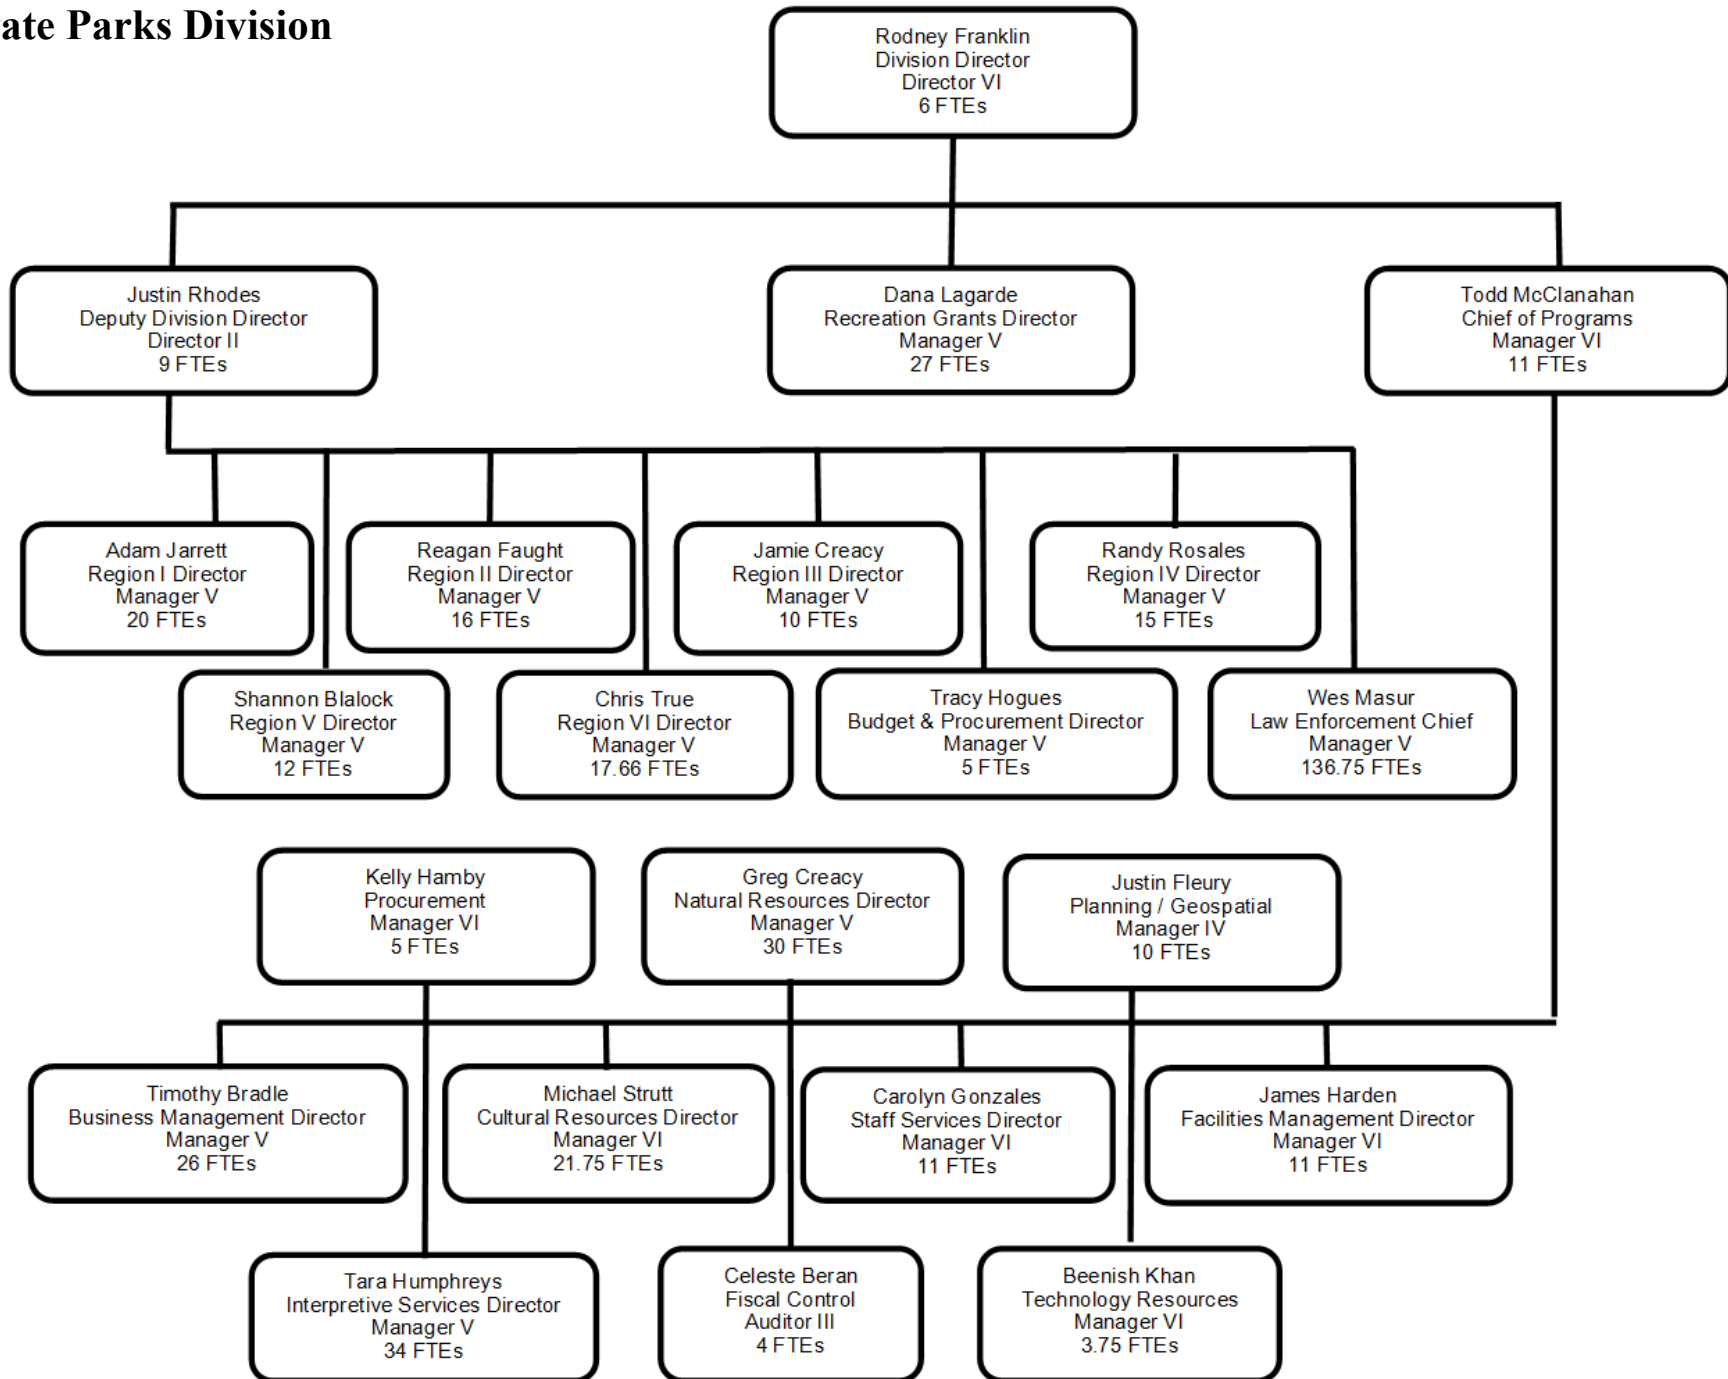 ate Parks Division
Rodney Franklin
Division Director
Director VI
6 FTEs
Justin Rhodes
Deputy Division Director
Director II
9 FTEs
Dana Lagarde
Recreation Grants Director
Manager V
27 FTEs
Todd McClanahan
Chief of Programs
Manager VI
11 FTEs
Adam Jarrett
Region I Director
Manager V
20 FTEs
Reagan Faught
Region II Director
Manager V
16 FTEs
Jamie Creacy
Region III Director
Manager V
10 FTEs
Randy Rosales
Region IV Director
Manager V
15 FTEs
Shannon Blalock
Region V Director
Manager V
12 FTEs
Chris True
Region VI Director
Manager V
17.66 FTEs
Tracy Hogues
Budget & Procurement Director
Manager V
5 FTEs
Wes Masur
Law Enforcement Chief
Manager V
136.75 FTEs
Kelly Hamby
Procurement
Manager VI
5 FTEs
Greg Creacy
Natural Resources Director
Manager V
30 FTEs
Justin Fleury
Planning / Geospatial
Manager IV
10 FTEs
Timothy Bradle
Business Management Director
Manager V
26 FTEs
Michael Strutt
Cultural Resources Director
Manager VI
21.75 FTEs
Carolyn Gonzales
Staff Services Director
Manager VI
11 FTEs
James Harden
Facilities Management Director
Manager VI
11 FTEs
Tara Humphreys
Interpretive Services Director
Manager V
34 FTEs
Celeste Beran
Fiscal Control
Auditor III
4 FTEs
Beenish Khan
Technology Resources
Manager VI
3.75 FTEs